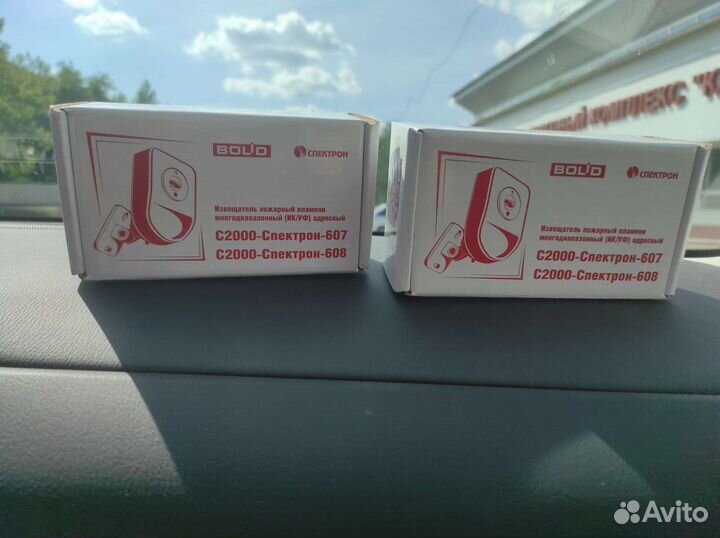 BOLID СПЕКТРОН
Извещатель пожарный пламени
многодиапазонный (ИК/УФ) адресный
С2000-Спектрон-607
С2000-Спектрон-608
BOLID СПЕКТРОН
Извещатель пожарный пламени
многодиапазонный (ИК/УФ) адресный
С2000-Спектрон-607
С2000-Спектрон-608
КОМПЛЕКС
Avito